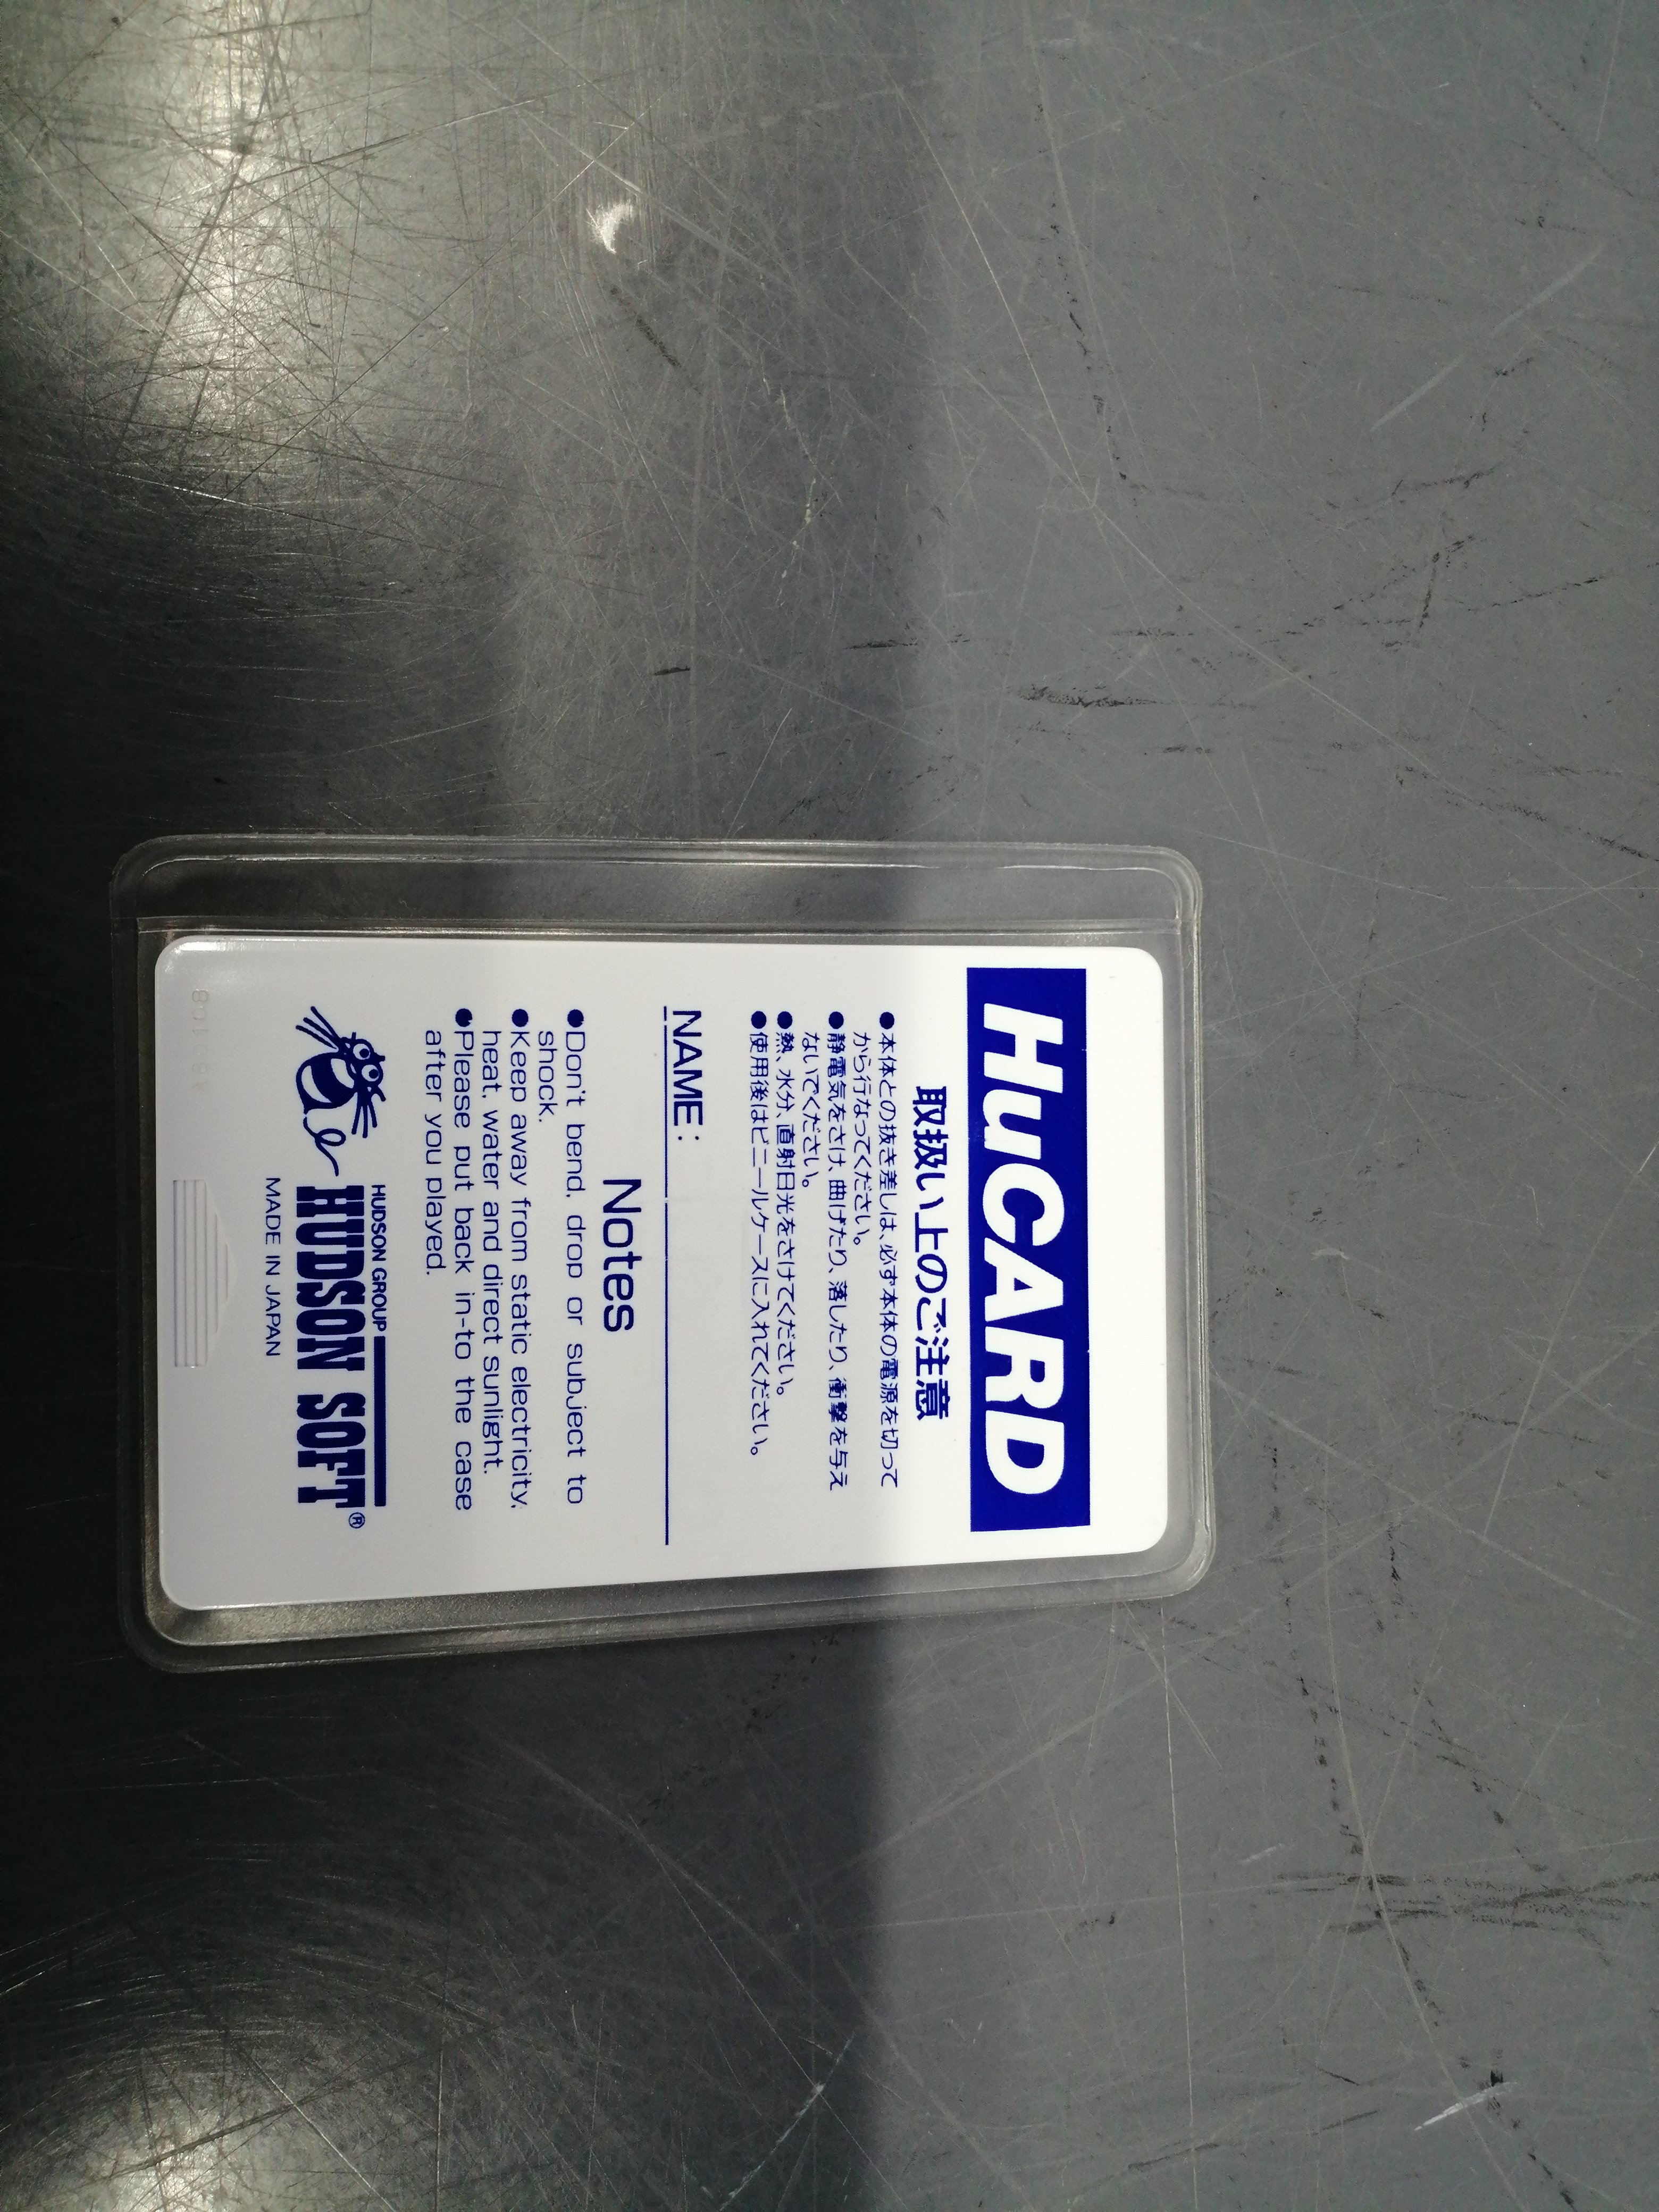 HuCARD
取扱い上のご注意
●本体との抜き差しは、必ず本体の電源を切って
から行なってください。
●静電気をさけ、曲げたり、落したり、衝撃を与え
ないでください。
●熱、水分、直射日光をさけてください。
●使用後はビニールケースに入れてください。
NAME:
Notes
●Don't bend, drop or subject to
shock.
●Keep away from static electricity,
heat, water and direct sunlight.
●Please put back in-to the case
after you played.
HUDSON GROUP
HUDSON SOFT®
MADE IN JAPAN